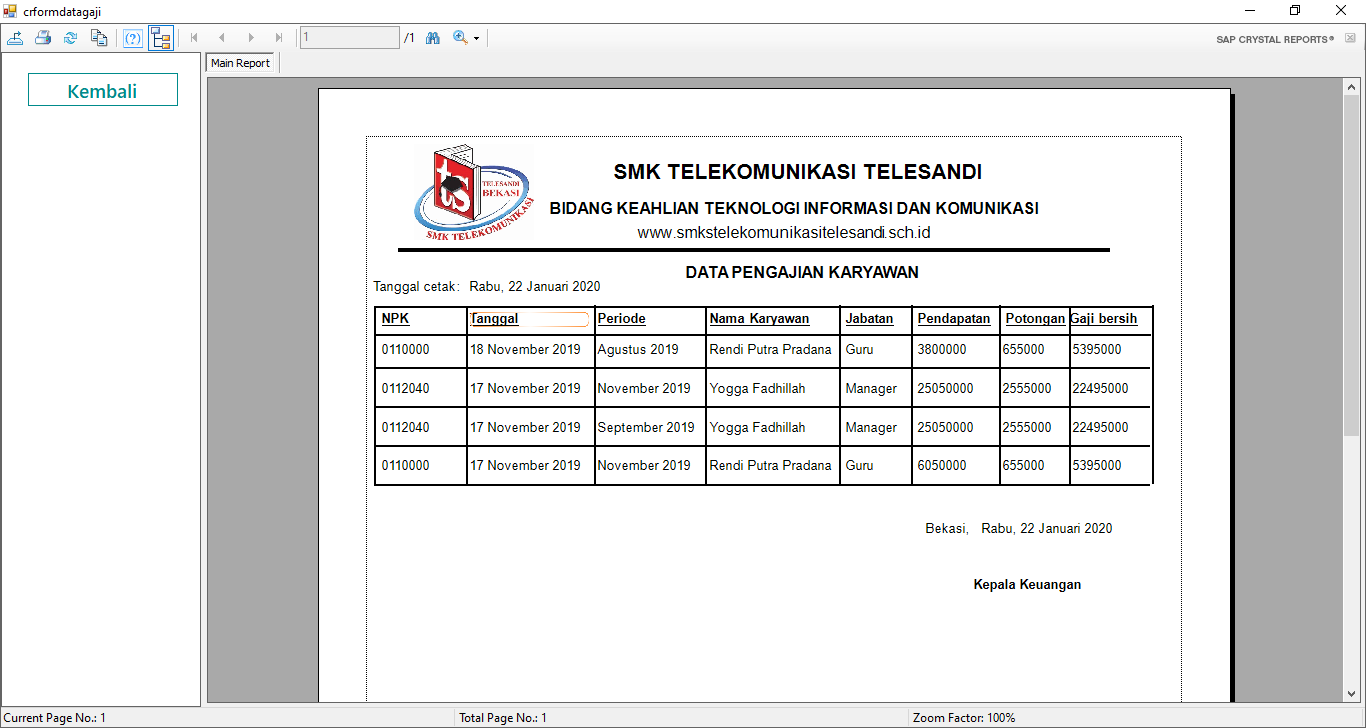 crformdatagaji
1 /1
SAP CRYSTAL REPORTS®
Main Report
Kembali
TELESANDI
BEKASI
SMK TELEKOMUNIKASI
SMK TELEKOMUNIKASI TELESANDI
BIDANG KEAHLIAN TEKNOLOGI INFORMASI DAN KOMUNIKASI
www.smkstelekomunikasitelesandi.sch.id
DATA PENGAJIAN KARYAWAN
Tanggal cetak: Rabu, 22 Januari 2020
NPK Tanggal Periode Nama Karyawan Jabatan Pendapatan Potongan Gaji bersih
0110000 18 November 2019 Agustus 2019 Rendi Putra Pradana Guru 3800000 655000 5395000
0112040 17 November 2019 November 2019 Yogga Fadhillah Manager 25050000 2555000 22495000
0112040 17 November 2019 September 2019 Yogga Fadhillah Manager 25050000 2555000 22495000
0110000 17 November 2019 November 2019 Rendi Putra Pradana Guru 6050000 655000 5395000
Bekasi, Rabu, 22 Januari 2020
Kepala Keuangan
Current Page No.: 1 Total Page No.: 1 Zoom Factor: 100%